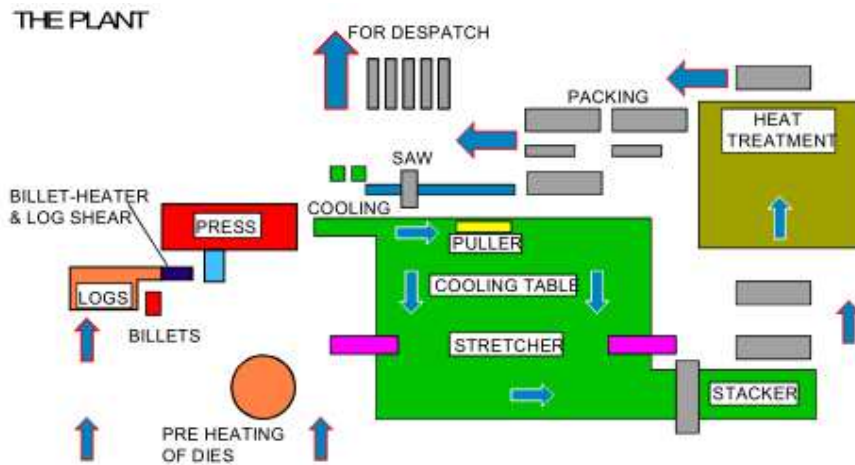 THE PLANT
FOR DESPATCH
PACKING
HEAT
TREATMENT
SAW
BILLET-HEATER
& LOG SHEAR
PRESS
COOLING
PULLER
COOLING TABLE
LOGS
BILLETS
STRETCHER
STACKER
PRE HEATING
OF DIES